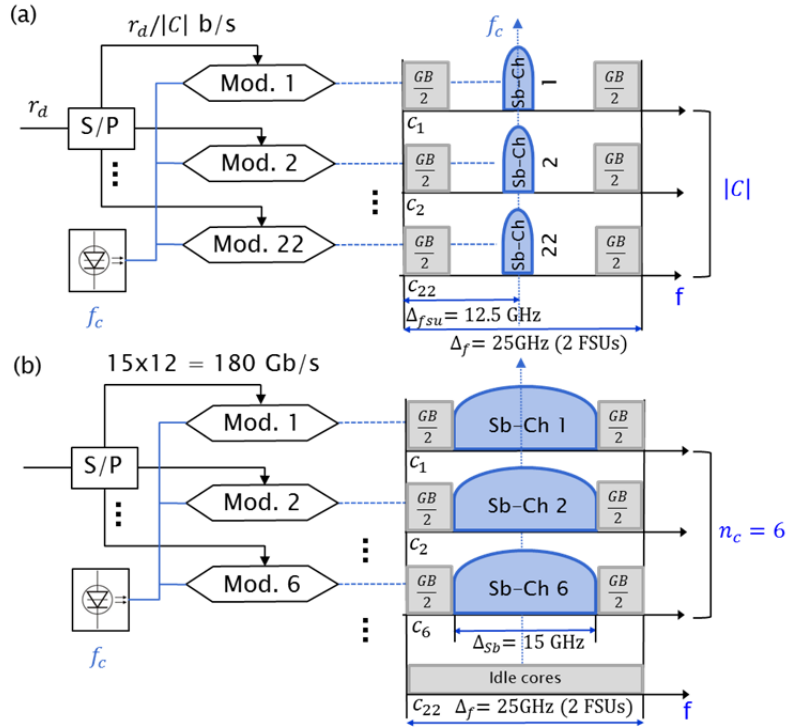 (a)
r_d/|C| b/s
f_c
Mod. 1
GB/2
Sb-Ch
1
GB/2
r_d
S/P
c_1
Mod. 2
GB/2
Sb-Ch
2
GB/2
|C|
c_2
Mod. 22
GB/2
Sb-Ch
22
GB/2
c_22
f
f_c
Δ_fsu = 12.5 GHz
Δ_f = 25GHz (2 FSUs)
(b)
15x12 = 180 Gb/s
Mod. 1
GB/2
Sb-Ch 1
GB/2
S/P
c_1
Mod. 2
GB/2
Sb-Ch 2
GB/2
n_c = 6
c_2
Mod. 6
GB/2
Sb-Ch 6
GB/2
c_6
Δ_Sb = 15 GHz
f_c
Idle cores
c_22
Δ_f = 25GHz (2 FSUs)
f